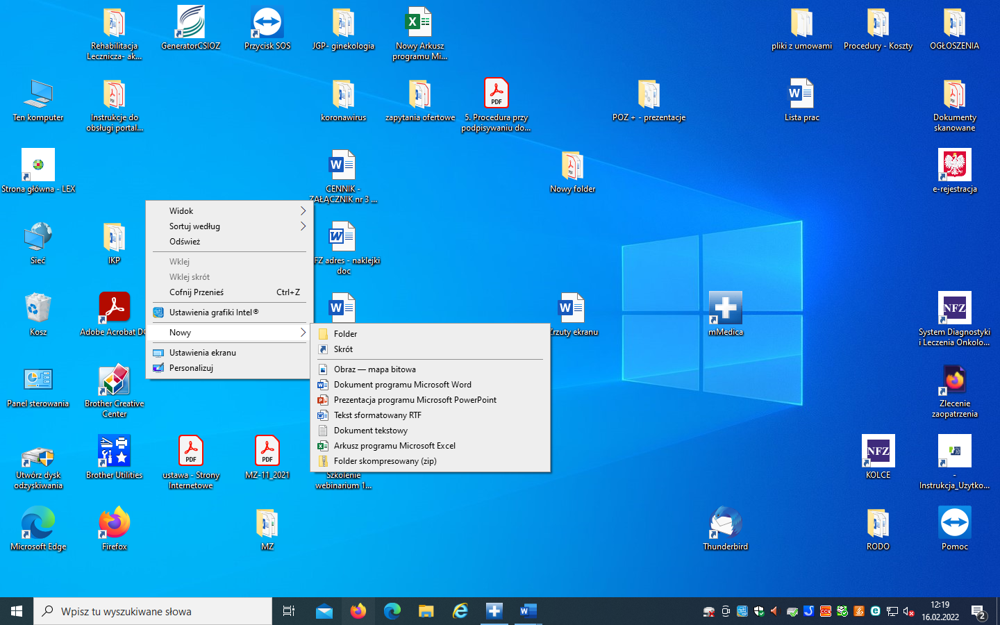 Rehabilitacja
Lecznicza- ak...
GeneratorCSIOZ
Przycisk SOS
JGP- ginekologia
Nowy Arkusz
programu Mi...
pliki z umowami
Procedury - Koszty
OGŁOSZENIA
Ten komputer
Instrukcje do
obsługi portal...
koronawirus
zapytania ofertowe
PDF
5. Procedura przy
podpisywaniu do...
POZ + - prezentacje
Lista prac
Dokumenty
skanowane
Strona główna - LEX
CENNIK -
ZAŁĄCZNIK nr 3 ...
Nowy folder
e-rejestracja
Widok
Sortuj według
Odśwież
Wklej
Wklej skrót
Cofnij Przenieś Ctrl+Z
Ustawienia grafiki Intel®
Nowy
Ustawienia ekranu
Personalizuj
Sieć
IKP
FZ adres - naklejki
doc
Kosz
Adobe Acrobat DC
Zrzuty ekranu
mMedica
NFZ
System Diagnostyki
i Leczenia Onkolo...
Folder
Skrót
Obraz — mapa bitowa
Dokument programu Microsoft Word
Prezentacja programu Microsoft PowerPoint
Tekst sformatowany RTF
Dokument tekstowy
Arkusz programu Microsoft Excel
Folder skompresowany (zip)
Panel sterowania
Brother Creative
Center
Zlecenie
zaopatrzenia
Utwórz dysk
odzyskiwania
Brother Utilities
PDF
ustawa - Strony
Internetowe
PDF
MZ-11_2021
Szkolenie
webinarium 1...
NFZ
KOLCE
-
Instrukcja_Uzytko...
Microsoft Edge
Firefox
MZ
Thunderbird
RODO
Pomoc
Wpisz tu wyszukiwane słowa
12:19
16.02.2022
2